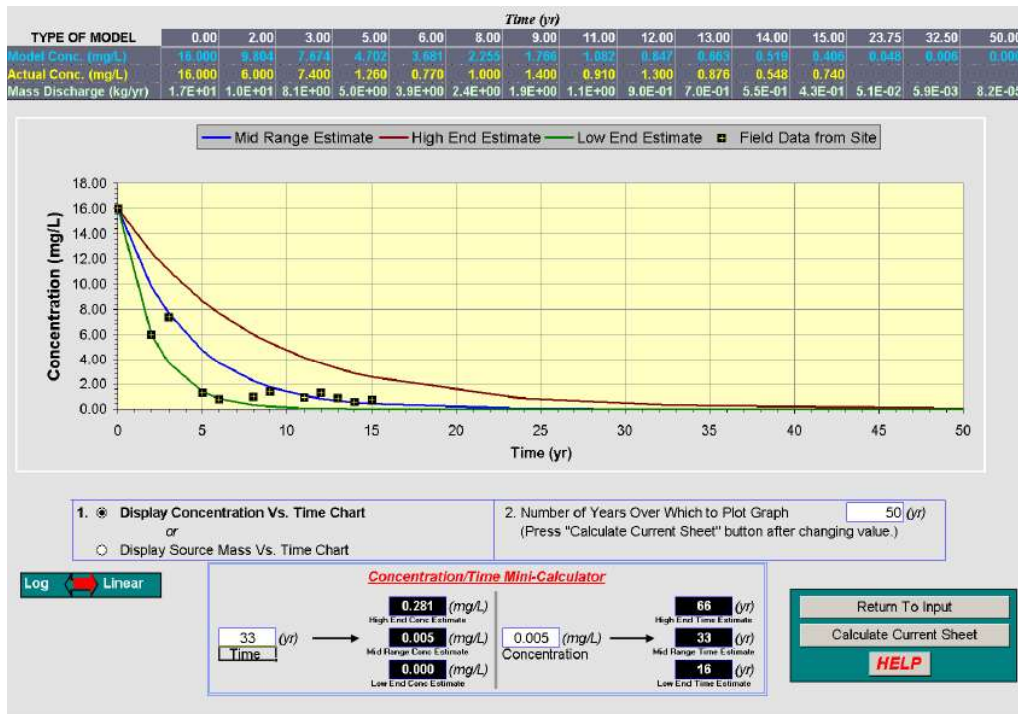 Time (yr)
TYPE OF MODEL 0.00 2.00 3.00 5.00 6.00 8.00 9.00 11.00 12.00 13.00 14.00 15.00 23.75 32.50 50.00
Model Conc. (mg/L) 16.000 9.804 7.674 4.702 3.681 2.255 1.766 1.082 0.847 0.663 0.519 0.406 0.048 0.006
Actual Conc. (mg/L) 16.000 6.000 7.400 1.260 0.770 1.000 1.400 0.910 1.300 0.876 0.548 0.740
Mass Discharge (kg/yr) 1.7E+01 1.0E+01 8.1E+00 5.0E+00 3.9E+00 2.4E+00 1.9E+00 1.1E+00 9.0E-01 7.0E-01 5.5E-01 4.3E-01 5.1E-02 5.9E-03 8.2E-05
Mid Range Estimate High End Estimate Low End Estimate Field Data from Site
18.00
16.00
14.00
12.00
10.00
8.00
6.00
4.00
2.00
0.00
Concentration (mg/L)
0 5 10 15 20 25 30 35 40 45 50
Time (yr)
1. Display Concentration Vs. Time Chart
or
Display Source Mass Vs. Time Chart
2. Number of Years Over Which to Plot Graph 50 (yr)
(Press "Calculate Current Sheet" button after changing value.)
Log Linear
Concentration/Time Mini-Calculator
33 (yr)
Time
0.281 (mg/L)
High End Conc Estimate
0.005 (mg/L)
Mid Range Conc Estimate
0.000 (mg/L)
Low End Conc Estimate
0.005 (mg/L)
Concentration
66 (yr)
High End Time Estimate
33 (yr)
Mid Range Time Estimate
16 (yr)
Low End Time Estimate
Return To Input
Calculate Current Sheet
HELP